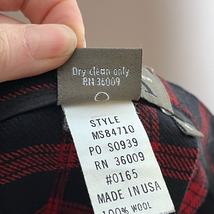 Dry clean only
RN 36009
STYLE
MS84710
PO S0939
RN 36009
#0165
MADE IN USA
100% WOOL